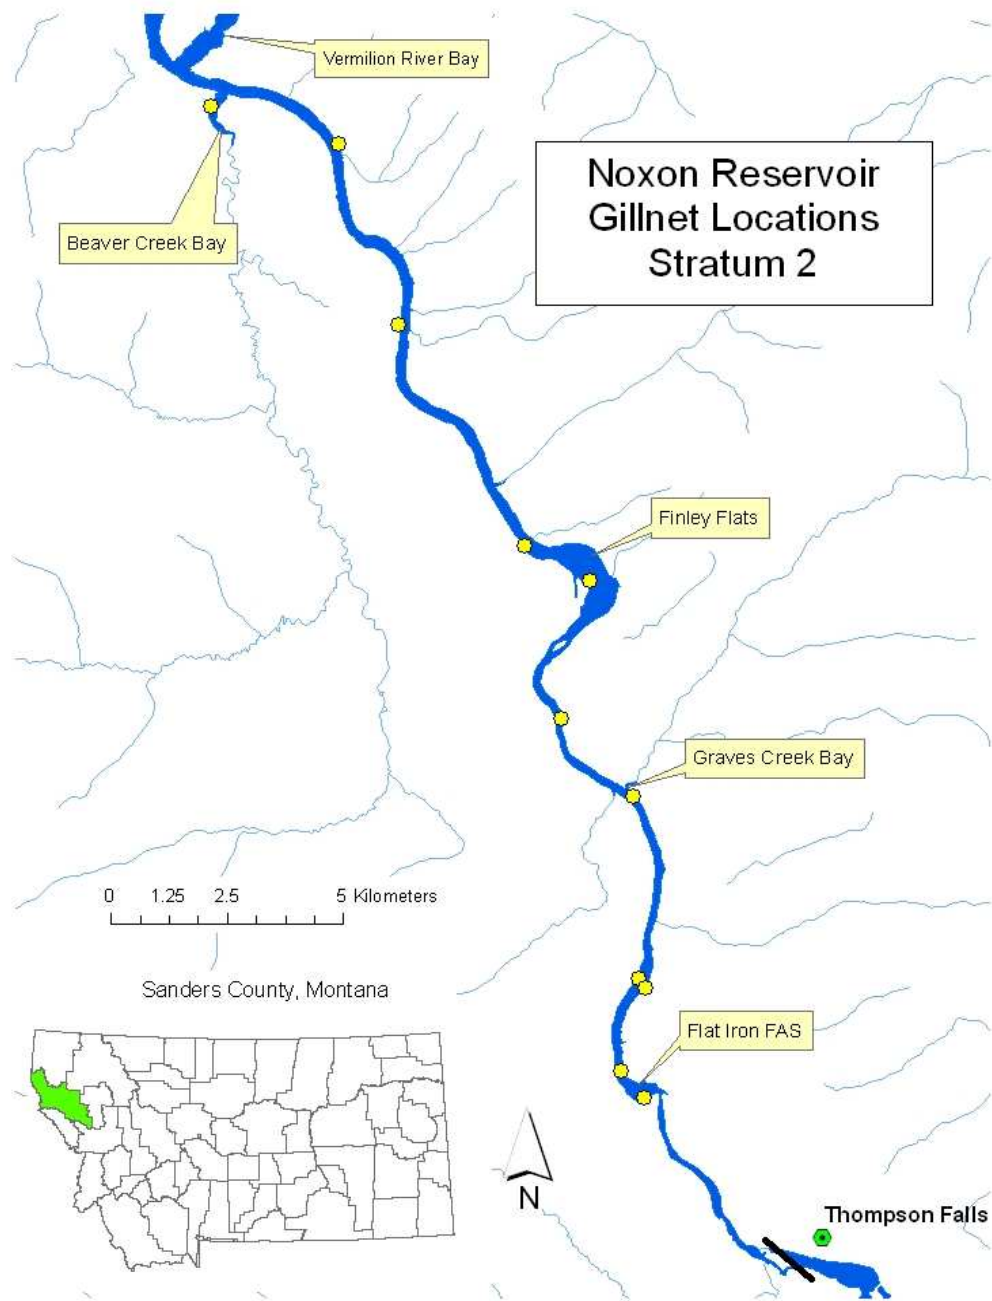 Vermilion River Bay
Noxon Reservoir
Gillnet Locations
Stratum 2
Beaver Creek Bay
Finley Flats
Graves Creek Bay
0 1.25 2.5 5 Kilometers
Sanders County, Montana
Flat Iron FAS
N
Thompson Falls